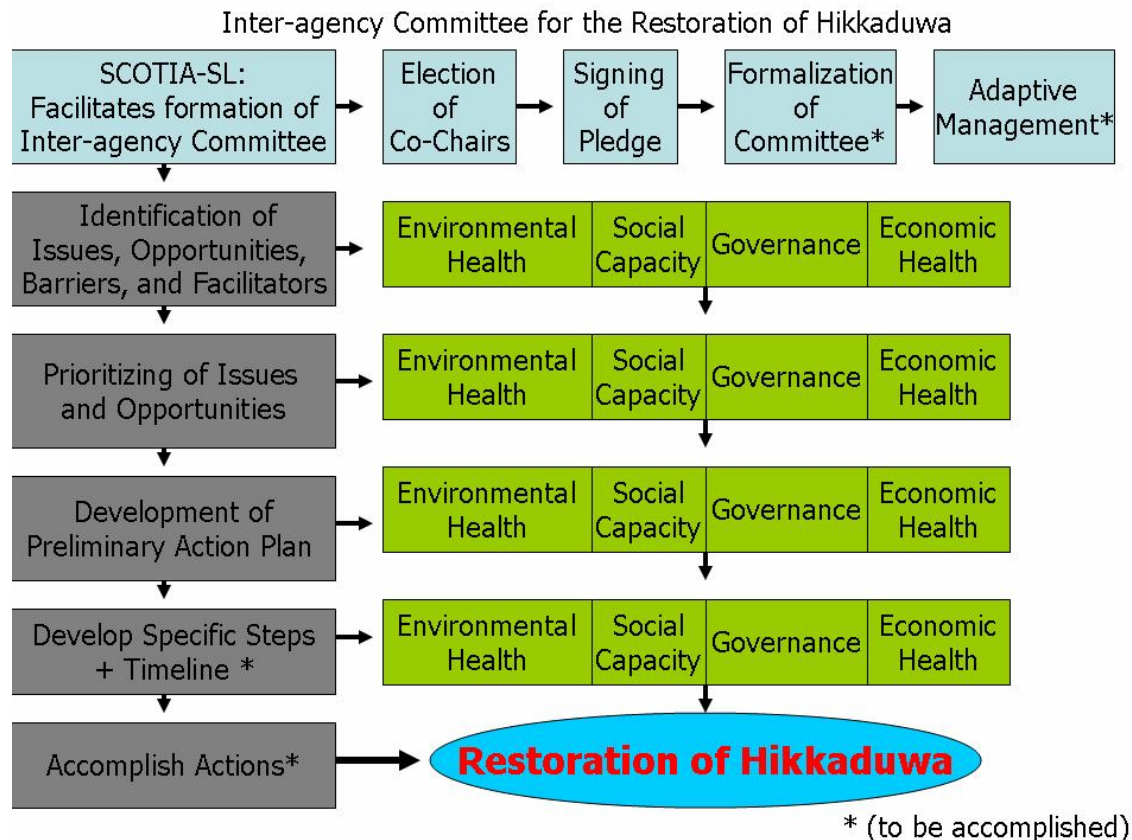 Inter-agency Committee for the Restoration of Hikkaduwa
SCOTIA-SL:
Facilitates formation of
Inter-agency Committee
Election
of
Co-Chairs
Signing
of
Pledge
Formalization
of
Committee*
Adaptive
Management*
Identification of
Issues, Opportunities,
Barriers, and Facilitators
Environmental
Health
Social
Capacity
Governance
Economic
Health
Prioritizing of Issues
and Opportunities
Environmental
Health
Social
Capacity
Governance
Economic
Health
Development of
Preliminary Action Plan
Environmental
Health
Social
Capacity
Governance
Economic
Health
Develop Specific Steps
+ Timeline *
Environmental
Health
Social
Capacity
Governance
Economic
Health
Accomplish Actions*
Restoration of Hikkaduwa
* (to be accomplished)